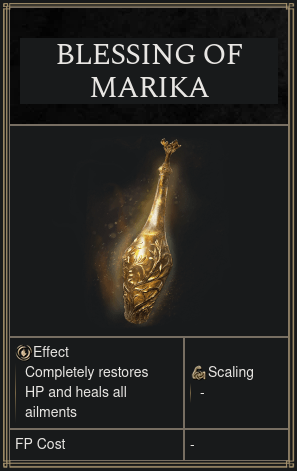 BLESSING OF
MARIKA
Effect
Completely restores
HP and heals all
ailments
Scaling
-
FP Cost
-